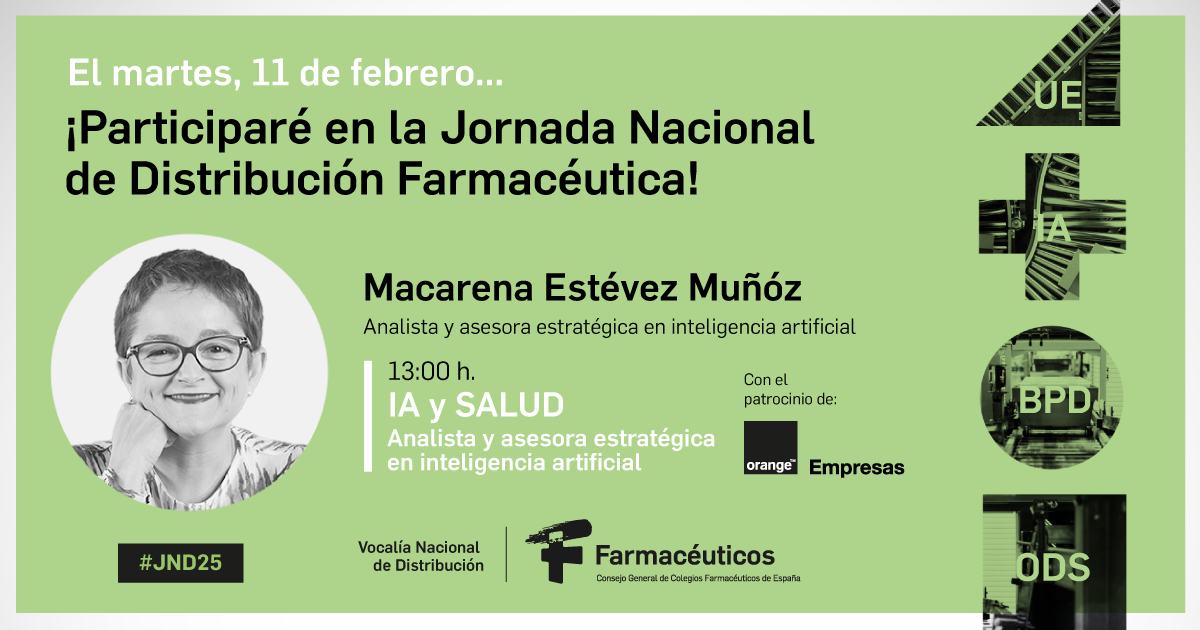 El martes, 11 de febrero...
¡Participaré en la Jornada Nacional
de Distribución Farmacéutica!
Macarena Estévez Muñóz
Analista y asesora estratégica en inteligencia artificial
13:00 h.
IA y SALUD
Analista y asesora estratégica
en inteligencia artificial
Con el
patrocinio de:
orange™
Empresas
#JND25
Vocalía Nacional
de Distribución
Farmacéuticos
Consejo General de Colegios Farmacéuticos de España
UE
IA
BPD
ODS